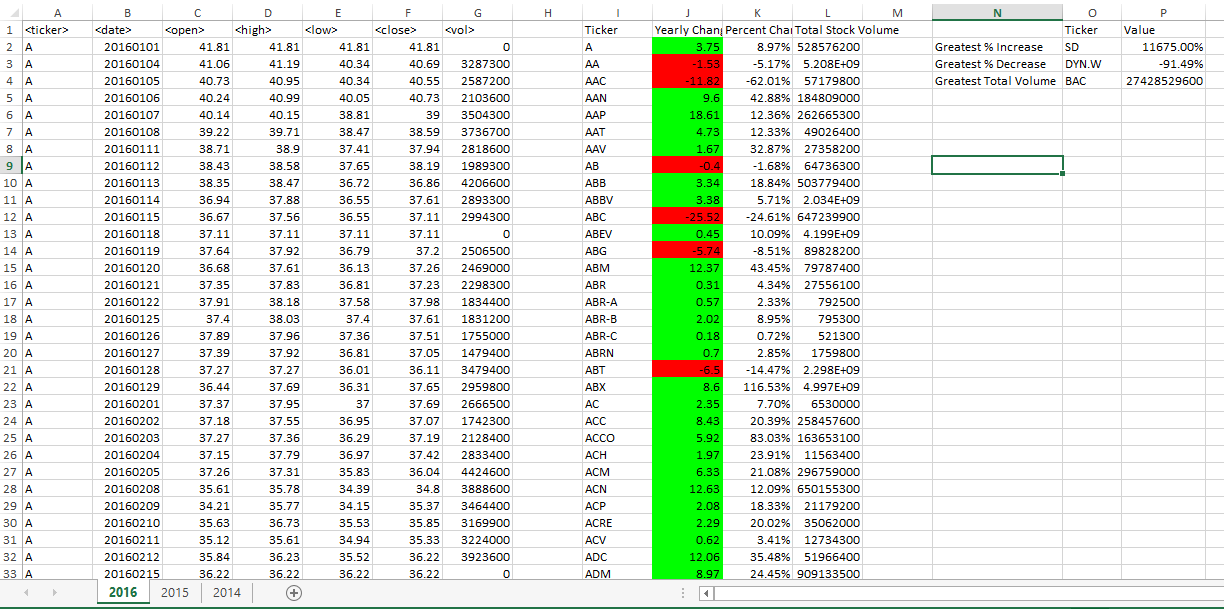 A B C D E F G H I J K L M N O P
1 <ticker> <date> <open> <high> <low> <close> <vol> Ticker Yearly Chang Percent Chai Total Stock Volume Ticker Value
2 A 20160101 41.81 41.81 41.81 41.81 0 A 3.75 8.97% 528576200 Greatest % Increase SD 11675.00%
3 A 20160104 41.06 41.19 40.34 40.69 3287300 AA -1.53 -5.17% 5.208E+09 Greatest % Decrease DYN.W -91.49%
4 A 20160105 40.73 40.95 40.34 40.55 2587200 AAC -11.82 -62.01% 57179800 Greatest Total Volume BAC 27428529600
5 A 20160106 40.24 40.99 40.05 40.73 2103600 AAN 9.6 42.88% 184809000
6 A 20160107 40.14 40.15 38.81 39 3504300 AAP 18.61 12.36% 262665300
7 A 20160108 39.22 39.71 38.47 38.59 3736700 AAT 4.73 12.33% 49026400
8 A 20160111 38.71 38.9 37.41 37.94 2818600 AAV 1.67 32.87% 27358200
9 A 20160112 38.43 38.58 37.65 38.19 1989300 AB -0.4 -1.68% 64736300
10 A 20160113 38.35 38.47 36.72 36.86 4206600 ABB 3.34 18.84% 503779400
11 A 20160114 36.94 37.88 36.55 37.61 2893300 ABBV 3.38 5.71% 2.034E+09
12 A 20160115 36.67 37.56 36.55 37.11 2994300 ABC -25.52 -24.61% 647239900
13 A 20160118 37.11 37.11 37.11 37.11 0 ABEV 0.45 10.09% 4.199E+09
14 A 20160119 37.64 37.92 36.79 37.2 2506500 ABG -5.74 -8.51% 89828200
15 A 20160120 36.68 37.61 36.13 37.26 2469000 ABM 12.37 43.45% 79787400
16 A 20160121 37.35 37.83 36.81 37.23 2298300 ABR 0.31 4.34% 27556100
17 A 20160122 37.91 38.18 37.58 37.98 1834400 ABR-A 0.57 2.33% 792500
18 A 20160125 37.4 38.03 37.4 37.61 1831200 ABR-B 2.02 8.95% 795300
19 A 20160126 37.89 37.96 37.36 37.51 1755000 ABR-C 0.18 0.72% 521300
20 A 20160127 37.39 37.92 36.81 37.05 1479400 ABRN 0.7 2.85% 1759800
21 A 20160128 37.27 37.27 36.01 36.11 3479400 ABT -6.5 -14.47% 2.298E+09
22 A 20160129 36.44 37.69 36.31 37.65 2959800 ABX 8.6 116.53% 4.997E+09
23 A 20160201 37.37 37.95 37 37.69 2666500 AC 2.35 7.70% 6530000
24 A 20160202 37.18 37.55 36.95 37.07 1742300 ACC 8.43 20.39% 258457600
25 A 20160203 37.27 37.36 36.29 37.19 2128400 ACCO 5.92 83.03% 163653100
26 A 20160204 37.15 37.79 36.97 37.42 2833400 ACH 1.97 23.91% 11563400
27 A 20160205 37.26 37.31 35.83 36.04 4424600 ACM 6.33 21.08% 296759000
28 A 20160208 35.61 35.78 34.39 34.8 3888600 ACN 12.63 12.09% 650155300
29 A 20160209 34.21 35.77 34.15 35.37 3464400 ACP 2.08 18.33% 21179200
30 A 20160210 35.63 36.73 35.53 35.85 3169900 ACRE 2.29 20.02% 35062000
31 A 20160211 35.12 35.61 34.94 35.33 3224000 ACV 0.62 3.41% 12734300
32 A 20160212 35.84 36.23 35.52 36.22 3923600 ADC 12.06 35.48% 51966400
33 A 20160215 36.22 36.22 36.22 36.22 0 ADM 8.97 24.45% 909133500
2016 2015 2014